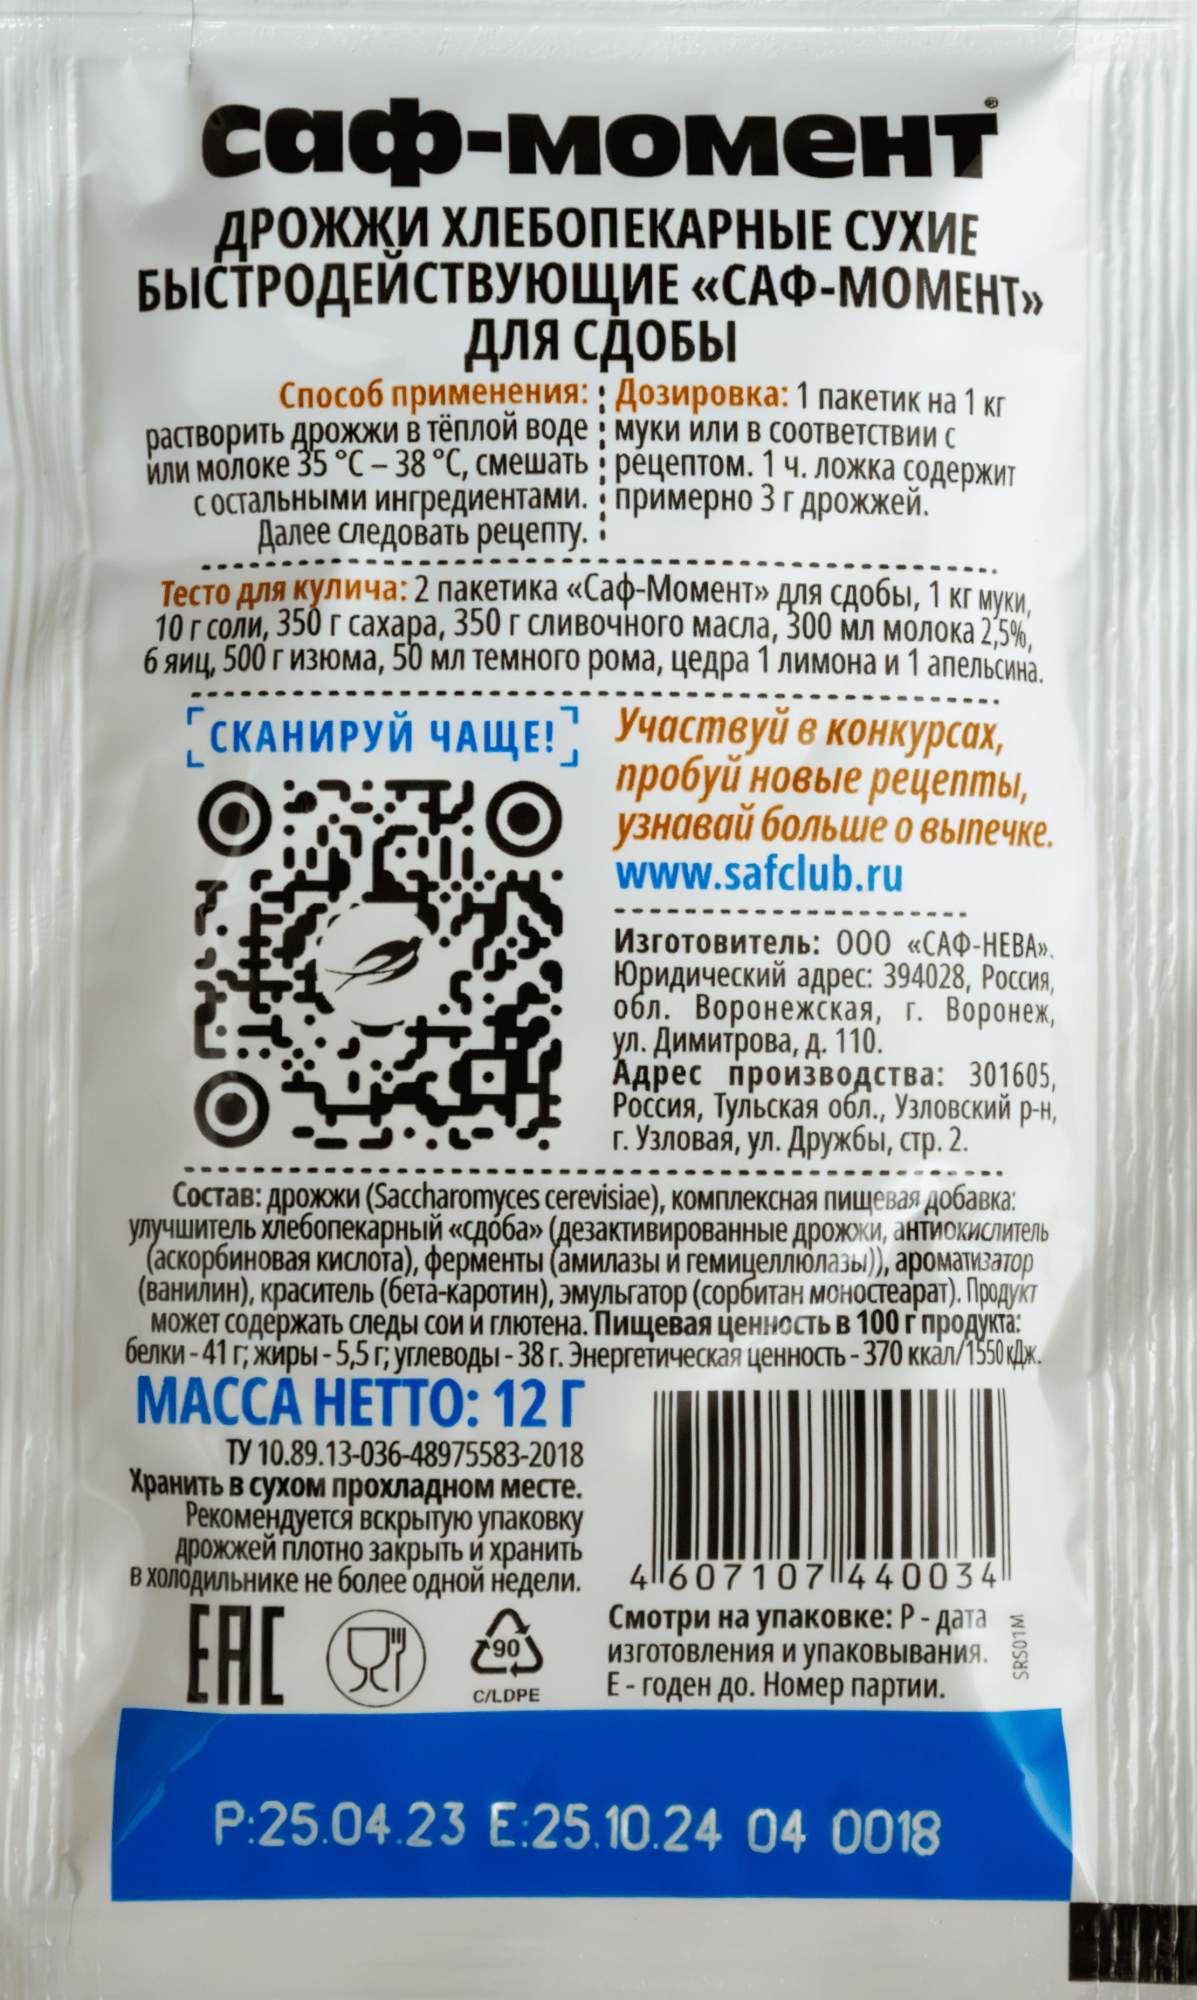 саф-момент®
ДРОЖЖИ ХЛЕБОПЕКАРНЫЕ СУХИЕ
БЫСТРОДЕЙСТВУЮЩИЕ «САФ-МОМЕНТ»
ДЛЯ СДОБЫ
Способ применения:
растворить дрожжи в тёплой воде
или молоке 35 °C – 38 °C, смешать
с остальными ингредиентами.
Далее следовать рецепту.
Дозировка: 1 пакетик на 1 кг
муки или в соответствии с
рецептом. 1 ч. ложка содержит
примерно 3 г дрожжей.
Тесто для кулича: 2 пакетика «Саф-Момент» для сдобы, 1 кг муки,
10 г соли, 350 г сахара, 350 г сливочного масла, 300 мл молока 2,5%,
6 яиц, 500 г изюма, 50 мл темного рома, цедра 1 лимона и 1 апельсина.
СКАНИРУЙ ЧАЩЕ!
Участвуй в конкурсах,
пробуй новые рецепты,
узнавай больше о выпечке.
www.safclub.ru
Изготовитель: ООО «САФ-НЕВА».
Юридический адрес: 394028, Россия,
обл. Воронежская, г. Воронеж,
ул. Димитрова, д. 110.
Адрес производства: 301605,
Россия, Тульская обл., Узловский р-н,
г. Узловая, ул. Дружбы, стр. 2.
Состав: дрожжи (Saccharomyces cerevisiae), комплексная пищевая добавка:
улучшитель хлебопекарный «сдоба» (дезактивированные дрожжи, антиокислитель
(аскорбиновая кислота), ферменты (амилазы и гемицеллюлазы)), ароматизатор
(ванилин), краситель (бета-каротин), эмульгатор (сорбитан моностеарат). Продукт
может содержать следы сои и глютена. Пищевая ценность в 100 г продукта:
белки - 41 г; жиры - 5,5 г; углеводы - 38 г. Энергетическая ценность - 370 ккал/1550 кДж.
МАССА НЕТТО: 12 Г
ТУ 10.89.13-036-48975583-2018
Хранить в сухом прохладном месте.
Рекомендуется вскрытую упаковку
дрожжей плотно закрыть и хранить
в холодильнике не более одной недели.
4 607107 440034
EAC
90
C/LDPE
Смотри на упаковке: P - дата
изготовления и упаковывания.
E - годен до. Номер партии.
SRS01M
P:25.04.23 E:25.10.24 04 0018